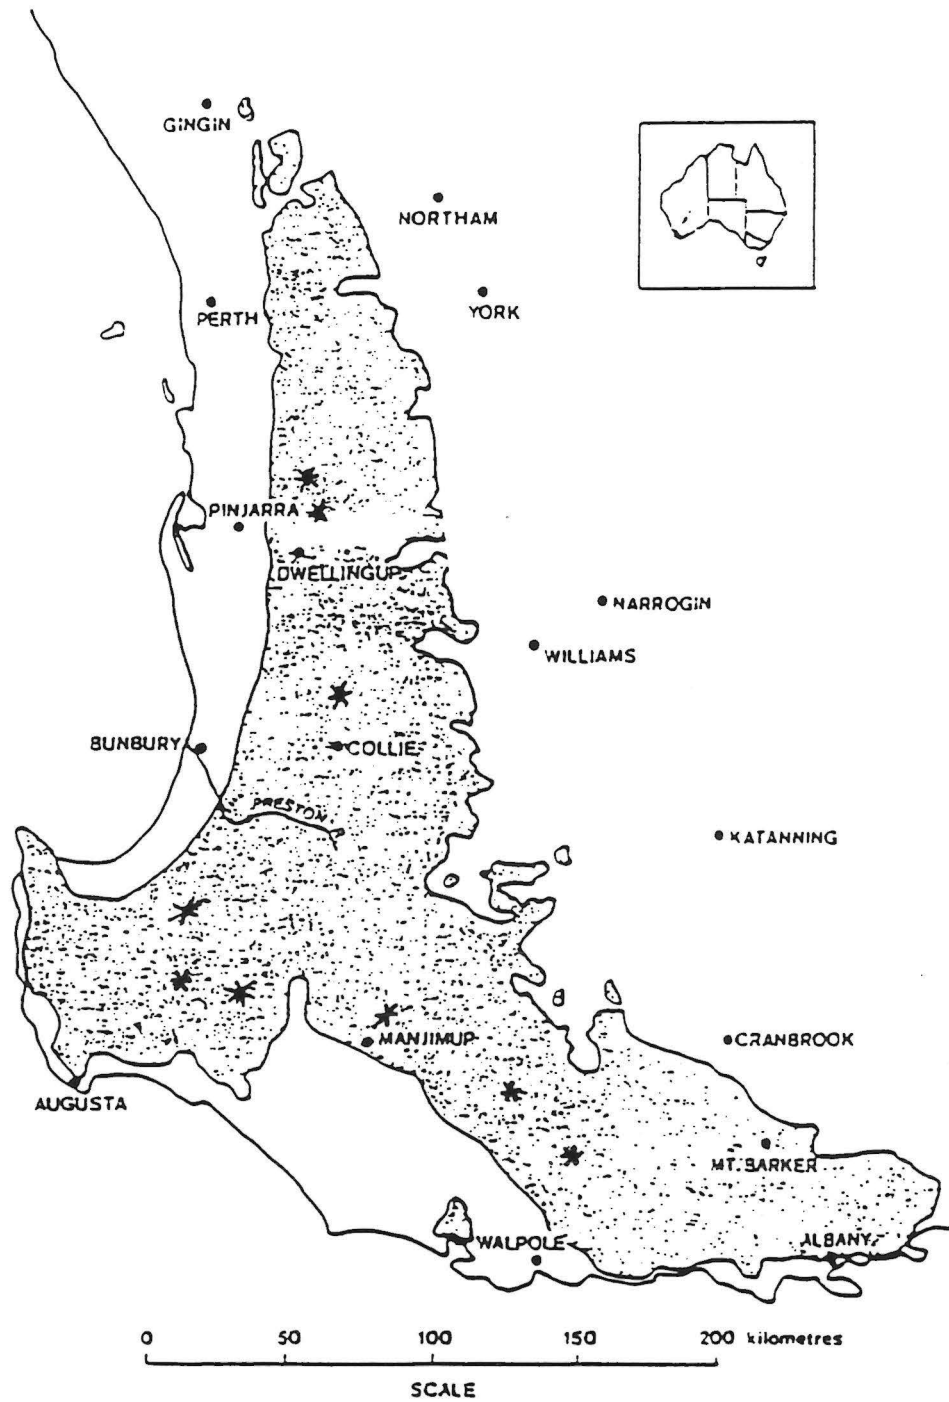 GINGIN
NORTHAM
PERTH
YORK
PINJARRA
DWELLINGUP
NARROGIN
WILLIAMS
BUNBURY
COLLIE
PRESTON
KATANNING
MANJIMUP
CRANBROOK
AUGUSTA
MT. BARKER
WALPOLE
ALBANY
0 50 100 150 200 kilometres
SCALE